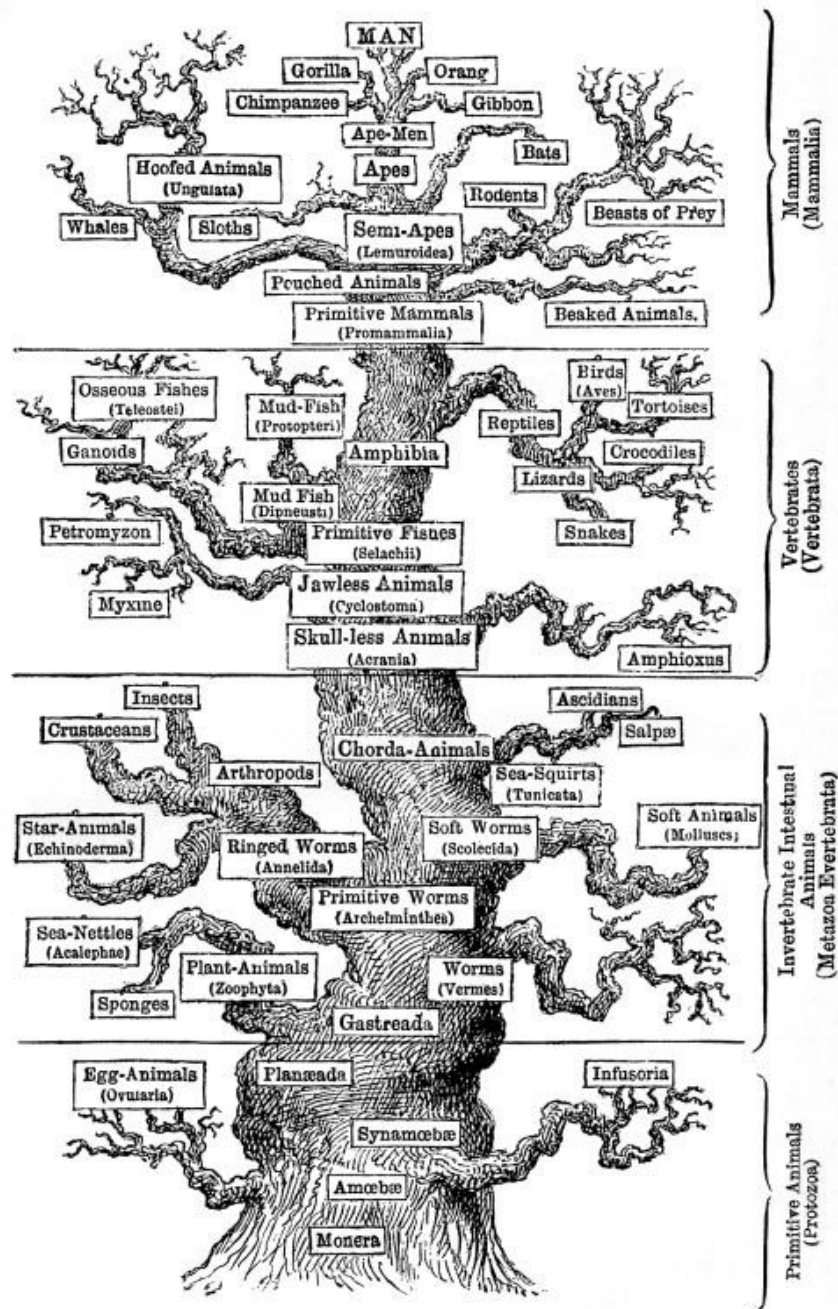 MAN
Gorilla
Orang
Chimpanzee
Gibbon
Ape-Men
Bats
Hoofed Animals
(Ungulata)
Apes
Rodents
Whales
Sloths
Semi-Apes
(Lemuroidea)
Beasts of Prey
Pouched Animals
Primitive Mammals
(Promammalia)
Beaked Animals.
Mammals
(Mammalia)
Osseous Fishes
(Teleostei)
Mud-Fish
(Protopteri)
Birds
(Aves)
Tortoises
Reptiles
Ganoids
Amphibia
Crocodiles
Lizards
Mud Fish
(Dipneusti)
Petromyzon
Primitive Fishes
(Selachii)
Snakes
Myxine
Jawless Animals
(Cyclostoma)
Skull-less Animals
(Acrania)
Amphioxus
Vertebrates
(Vertebrata)
Insects
Ascidians
Crustaceans
Salpæ
Chorda-Animals
Arthropods
Sea-Squirts
(Tunicata)
Star-Animals
(Echinoderma)
Ringed Worms
(Annelida)
Soft Worms
(Scolecida)
Soft Animals
(Molluscs)
Primitive Worms
(Archelminthes)
Sea-Nettles
(Acalephae)
Plant-Animals
(Zoophyta)
Worms
(Vermes)
Sponges
Gastreada
Invertebrate Intestinal
Animals
(Metazoa Evertebrata)
Egg-Animals
(Ovularia)
Planæada
Infusoria
Synamœbæ
Amœbæ
Monera
Primitive Animals
(Protozoa)